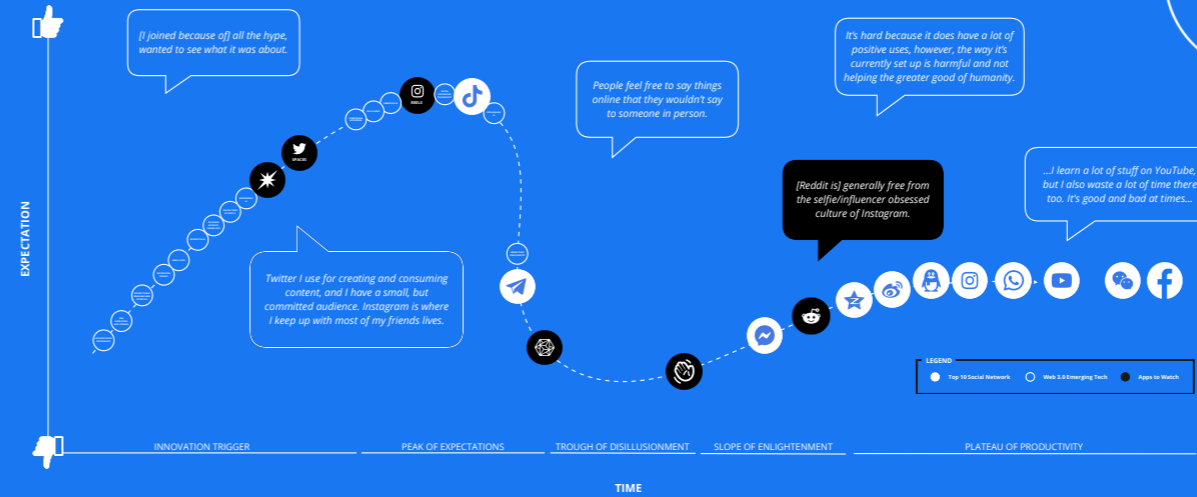 [I joined because of] all the hype,
wanted to see what it was about.
It's hard because it does have a lot of
positive uses, however, the way it's
currently set up is harmful and not
helping the greater good of humanity.
People feel free to say things
online that they wouldn't say
to someone in person.
REELS
SPACES
[Reddit is] generally free from
the selfie/influencer obsessed
culture of Instagram.
...I learn a lot of stuff on YouTube,
but I also waste a lot of time there
too. It's good and bad at times...
EXPECTATION
Twitter I use for creating and consuming
content, and I have a small, but
committed audience. Instagram is where
I keep up with most of my friends lives.
LEGEND
Top 10 Social Network
Web 3.0 Emerging Tech
Apps to Watch
INNOVATION TRIGGER
PEAK OF EXPECTATIONS
TROUGH OF DISILLUSIONMENT
SLOPE OF ENLIGHTENMENT
PLATEAU OF PRODUCTIVITY
TIME